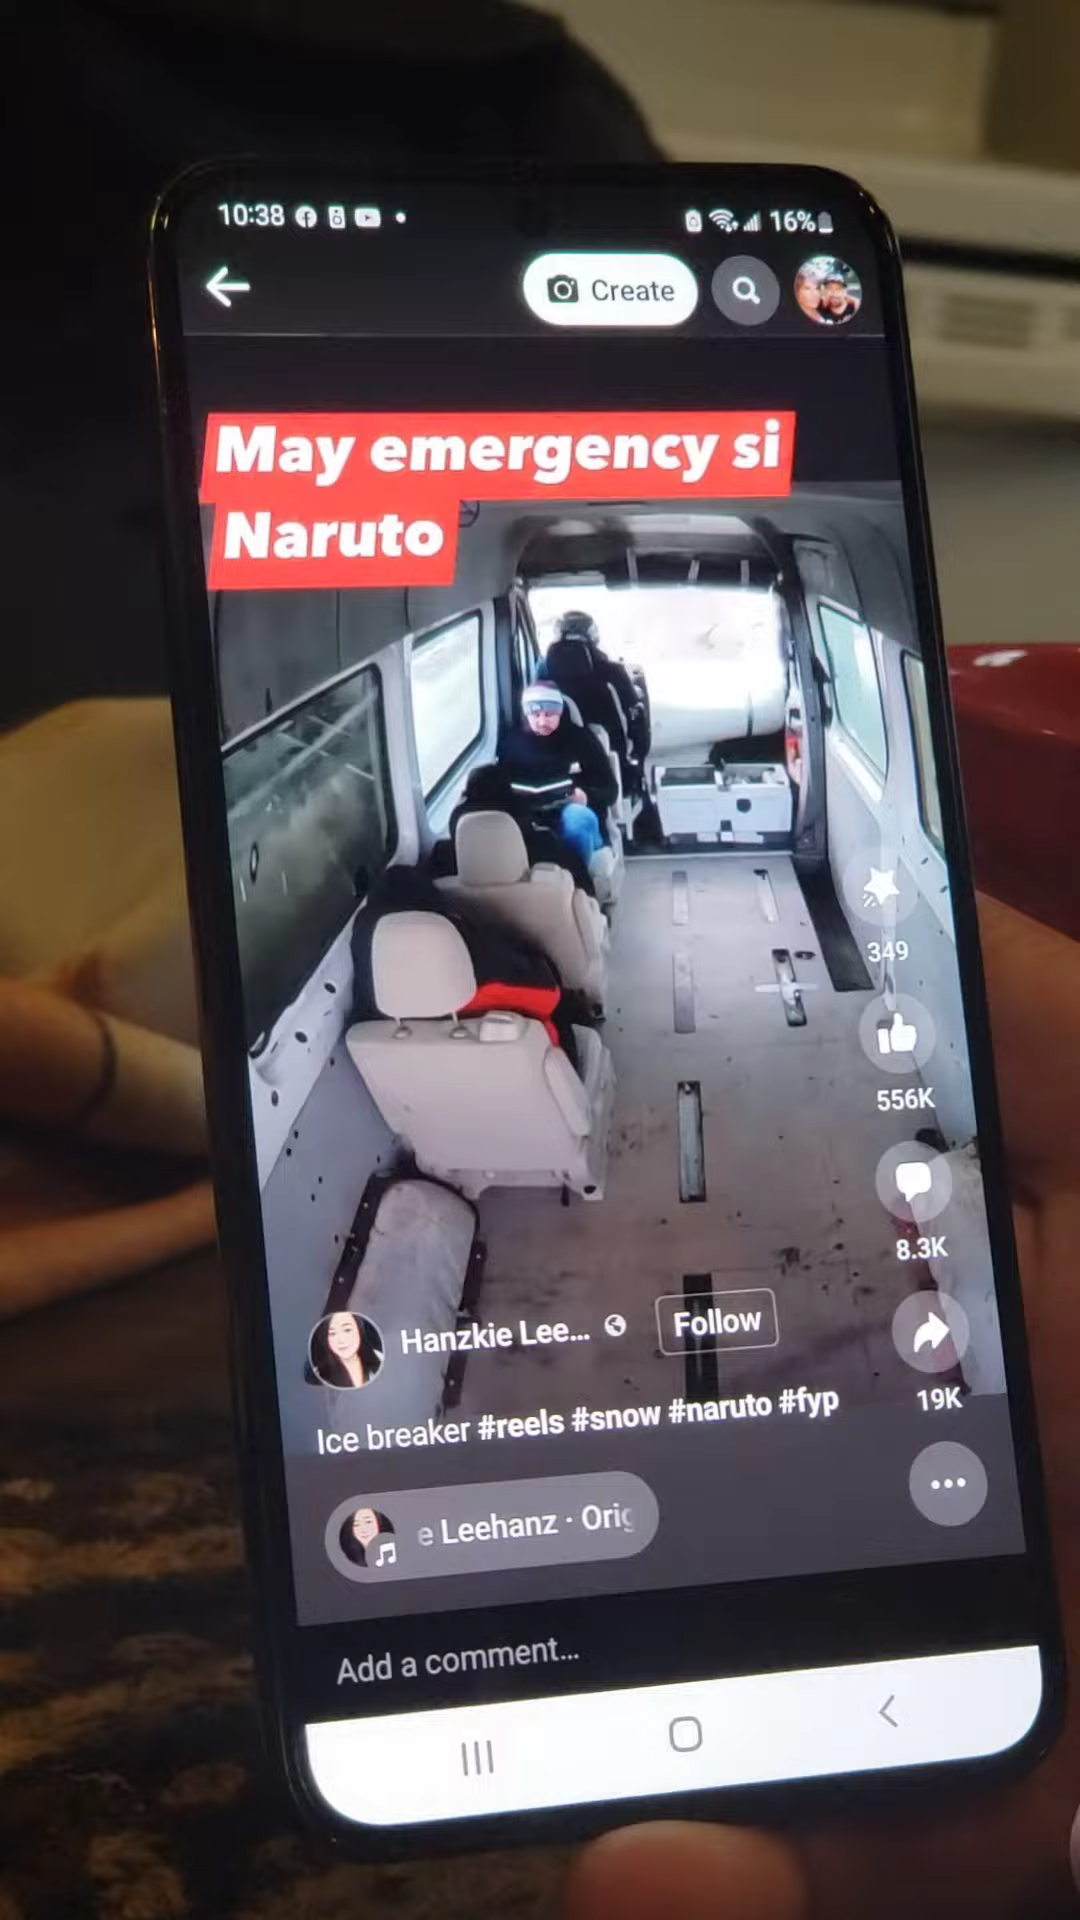 10:38
16%
Create
May emergency si
Naruto
349
556K
8.3K
Hanzkie Lee...
Follow
19K
Ice breaker #reels #snow #naruto #fyp
e Leehanz · Orig
Add a comment...